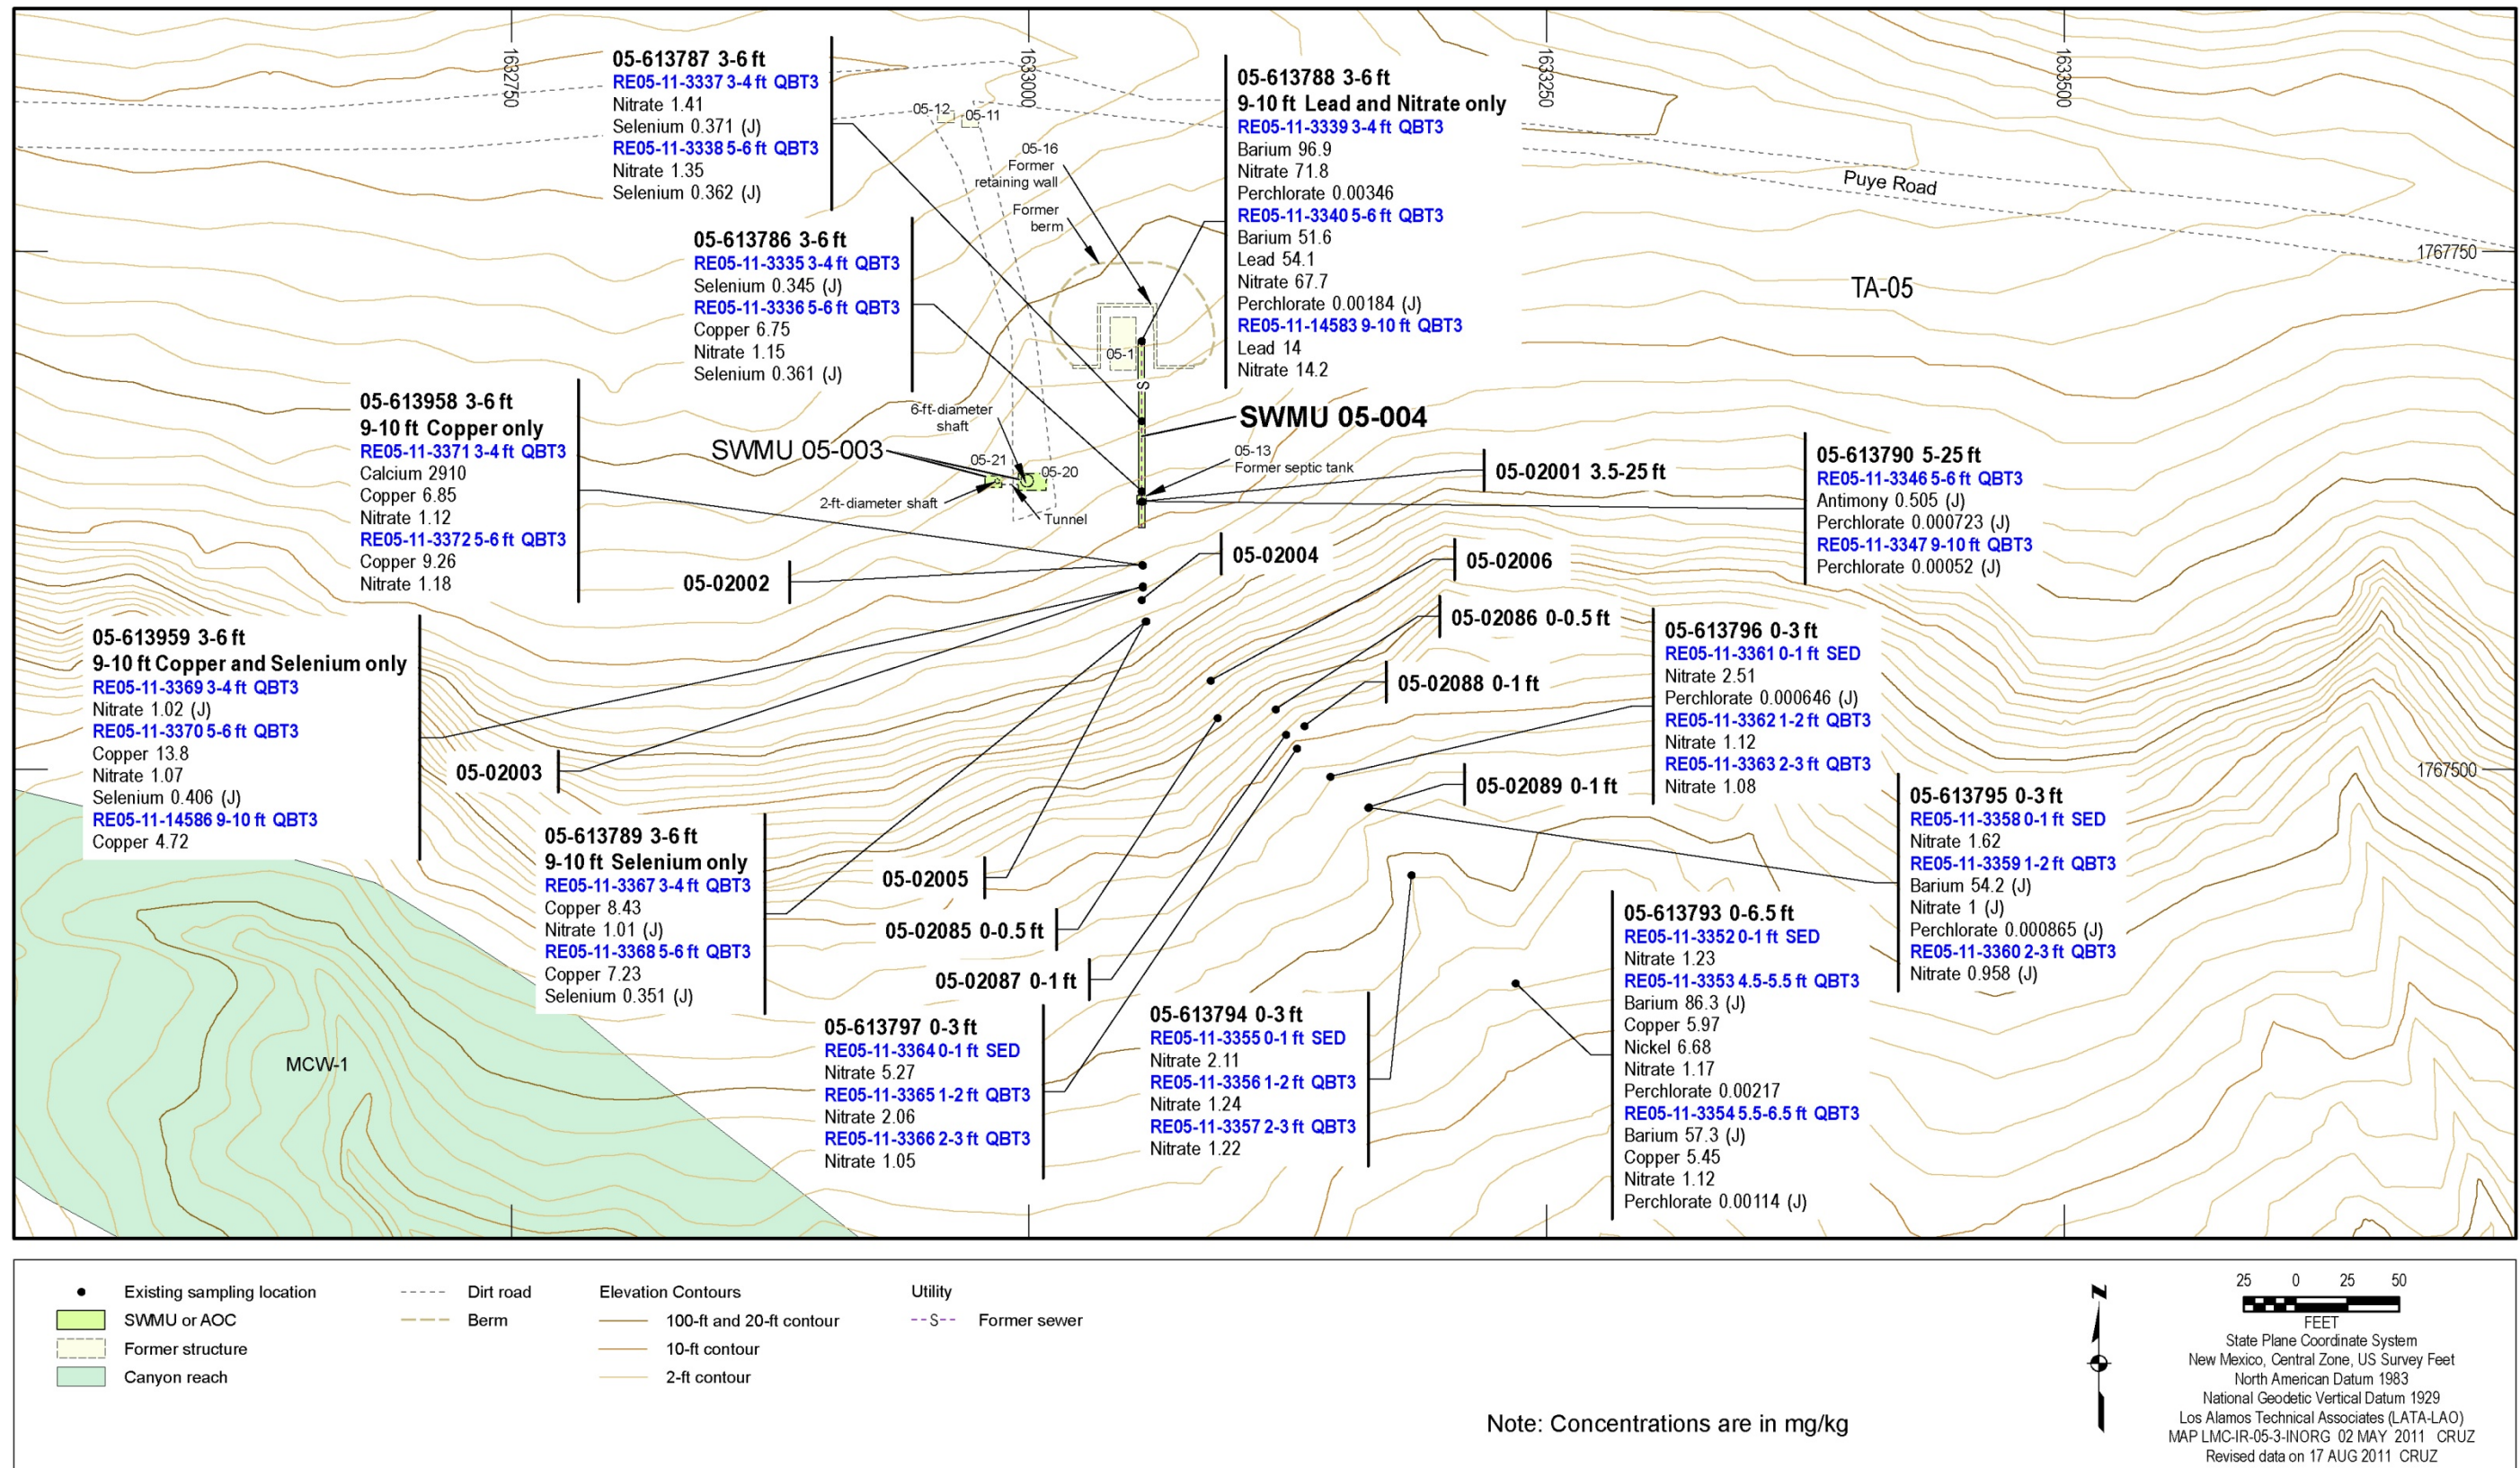 1632750
1633000
1633250
1633500
05-613787 3-6 ft
RE05-11-3337 3-4 ft QBT3
Nitrate 1.41
Selenium 0.371 (J)
RE05-11-3338 5-6 ft QBT3
Nitrate 1.35
Selenium 0.362 (J)
05-613788 3-6 ft
9-10 ft Lead and Nitrate only
RE05-11-3339 3-4 ft QBT3
Barium 96.9
Nitrate 71.8
Perchlorate 0.00346
RE05-11-3340 5-6 ft QBT3
Barium 51.6
Lead 54.1
Nitrate 67.7
Perchlorate 0.00184 (J)
RE05-11-14583 9-10 ft QBT3
Lead 14
Nitrate 14.2
05-12
05-11
05-16
Former
retaining wall
Former
berm
Puye Road
1767750
TA-05
05-613786 3-6 ft
RE05-11-3335 3-4 ft QBT3
Selenium 0.345 (J)
RE05-11-3336 5-6 ft QBT3
Copper 6.75
Nitrate 1.15
Selenium 0.361 (J)
05-1
S
05-613958 3-6 ft
9-10 ft Copper only
RE05-11-3371 3-4 ft QBT3
Calcium 2910
Copper 6.85
Nitrate 1.12
RE05-11-3372 5-6 ft QBT3
Copper 9.26
Nitrate 1.18
6-ft-diameter
shaft
SWMU 05-003
SWMU 05-004
05-21
05-20
2-ft-diameter shaft
Tunnel
05-13
Former septic tank
05-02001 3.5-25 ft
05-613790 5-25 ft
RE05-11-3346 5-6 ft QBT3
Antimony 0.505 (J)
Perchlorate 0.000723 (J)
RE05-11-3347 9-10 ft QBT3
Perchlorate 0.00052 (J)
05-02002
05-02004
05-02006
05-02086 0-0.5 ft
05-02088 0-1 ft
05-613959 3-6 ft
9-10 ft Copper and Selenium only
RE05-11-3369 3-4 ft QBT3
Nitrate 1.02 (J)
RE05-11-3370 5-6 ft QBT3
Copper 13.8
Nitrate 1.07
Selenium 0.406 (J)
RE05-11-14586 9-10 ft QBT3
Copper 4.72
05-02003
05-613796 0-3 ft
RE05-11-3361 0-1 ft SED
Nitrate 2.51
Perchlorate 0.000646 (J)
RE05-11-3362 1-2 ft QBT3
Nitrate 1.12
RE05-11-3363 2-3 ft QBT3
Nitrate 1.08
05-02089 0-1 ft
1767500
05-613795 0-3 ft
RE05-11-3358 0-1 ft SED
Nitrate 1.62
RE05-11-3359 1-2 ft QBT3
Barium 54.2 (J)
Nitrate 1 (J)
Perchlorate 0.000865 (J)
RE05-11-3360 2-3 ft QBT3
Nitrate 0.958 (J)
05-613789 3-6 ft
9-10 ft Selenium only
RE05-11-3367 3-4 ft QBT3
Copper 8.43
Nitrate 1.01 (J)
RE05-11-3368 5-6 ft QBT3
Copper 7.23
Selenium 0.351 (J)
05-02005
05-02085 0-0.5 ft
05-02087 0-1 ft
05-613797 0-3 ft
RE05-11-3364 0-1 ft SED
Nitrate 5.27
RE05-11-3365 1-2 ft QBT3
Nitrate 2.06
RE05-11-3366 2-3 ft QBT3
Nitrate 1.05
05-613794 0-3 ft
RE05-11-3355 0-1 ft SED
Nitrate 2.11
RE05-11-3356 1-2 ft QBT3
Nitrate 1.24
RE05-11-3357 2-3 ft QBT3
Nitrate 1.22
05-613793 0-6.5 ft
RE05-11-3352 0-1 ft SED
Nitrate 1.23
RE05-11-3353 4.5-5.5 ft QBT3
Barium 86.3 (J)
Copper 5.97
Nickel 6.68
Nitrate 1.17
Perchlorate 0.00217
RE05-11-3354 5.5-6.5 ft QBT3
Barium 57.3 (J)
Copper 5.45
Nitrate 1.12
Perchlorate 0.00114 (J)
MCW-1
Existing sampling location
SWMU or AOC
Former structure
Canyon reach
Dirt road
Berm
Elevation Contours
100-ft and 20-ft contour
10-ft contour
2-ft contour
Utility
--S-- Former sewer
Note: Concentrations are in mg/kg
N
25 0 25 50
FEET
State Plane Coordinate System
New Mexico, Central Zone, US Survey Feet
North American Datum 1983
National Geodetic Vertical Datum 1929
Los Alamos Technical Associates (LATA-LAO)
MAP LMC-IR-05-3-INORG 02 MAY 2011 CRUZ
Revised data on 17 AUG 2011 CRUZ